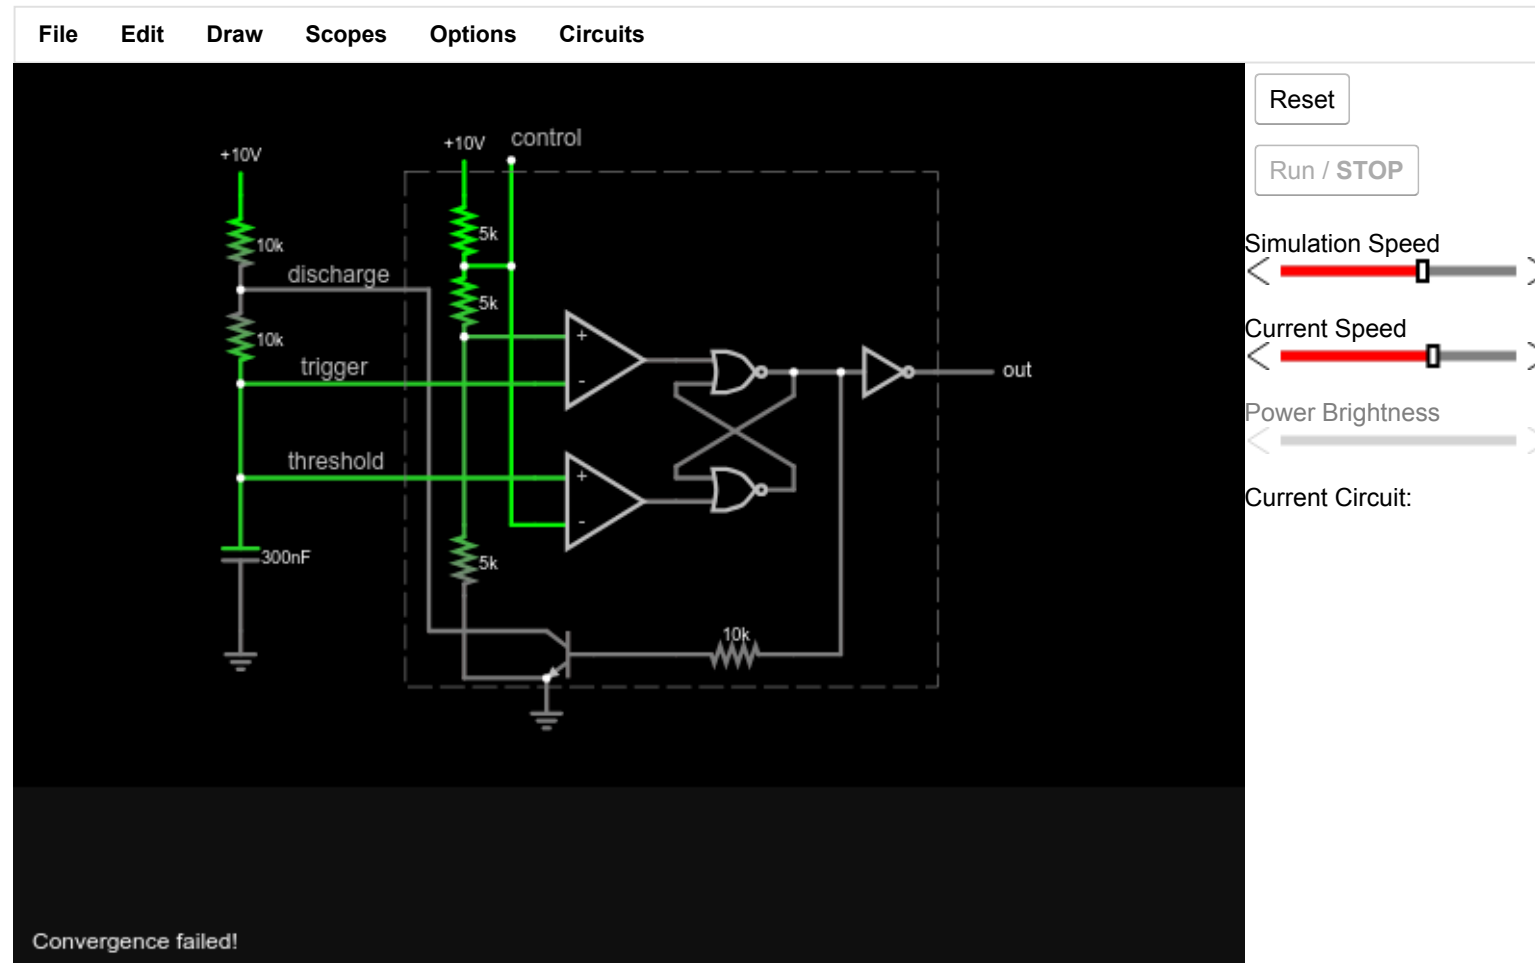 File Edit Draw Scopes Options Circuits
Reset
Run / STOP
Simulation Speed
Current Speed
Power Brightness
Current Circuit:
+10V
+10V
control
10k
5k
discharge
5k
10k
+
trigger
-
out
threshold
+
-
300nF
5k
10k
Convergence failed!